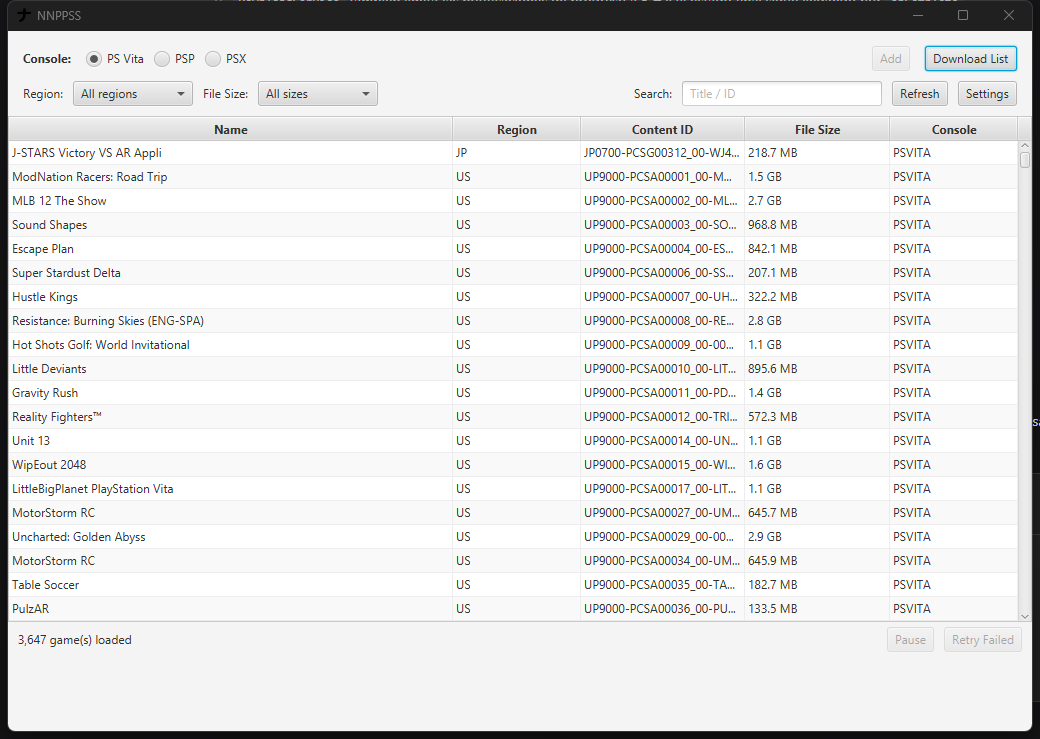 NNPPSS
Console: PS Vita PSP PSX Add Download List
Region: All regions File Size: All sizes Search: Title / ID Refresh Settings
Name Region Content ID File Size Console
J-STARS Victory VS AR Appli JP JP0700-PCSG00312_00-WJ4... 218.7 MB PSVITA
ModNation Racers: Road Trip US UP9000-PCSA00001_00-M... 1.5 GB PSVITA
MLB 12 The Show US UP9000-PCSA00002_00-ML... 2.7 GB PSVITA
Sound Shapes US UP9000-PCSA00003_00-SO... 968.8 MB PSVITA
Escape Plan US UP9000-PCSA00004_00-ES... 842.1 MB PSVITA
Super Stardust Delta US UP9000-PCSA00006_00-SS... 207.1 MB PSVITA
Hustle Kings US UP9000-PCSA00007_00-UH... 322.2 MB PSVITA
Resistance: Burning Skies (ENG-SPA) US UP9000-PCSA00008_00-RE... 2.8 GB PSVITA
Hot Shots Golf: World Invitational US UP9000-PCSA00009_00-00... 1.1 GB PSVITA
Little Deviants US UP9000-PCSA00010_00-LIT... 895.6 MB PSVITA
Gravity Rush US UP9000-PCSA00011_00-PD... 1.4 GB PSVITA
Reality Fighters™ US UP9000-PCSA00012_00-TRI... 572.3 MB PSVITA
Unit 13 US UP9000-PCSA00014_00-UN... 1.1 GB PSVITA
WipEout 2048 US UP9000-PCSA00015_00-WI... 1.6 GB PSVITA
LittleBigPlanet PlayStation Vita US UP9000-PCSA00017_00-LIT... 1.1 GB PSVITA
MotorStorm RC US UP9000-PCSA00027_00-UM... 645.7 MB PSVITA
Uncharted: Golden Abyss US UP9000-PCSA00029_00-00... 2.9 GB PSVITA
MotorStorm RC US UP9000-PCSA00034_00-UM... 645.9 MB PSVITA
Table Soccer US UP9000-PCSA00035_00-TA... 182.7 MB PSVITA
PulzAR US UP9000-PCSA00036_00-PU... 133.5 MB PSVITA
3,647 game(s) loaded Pause Retry Failed